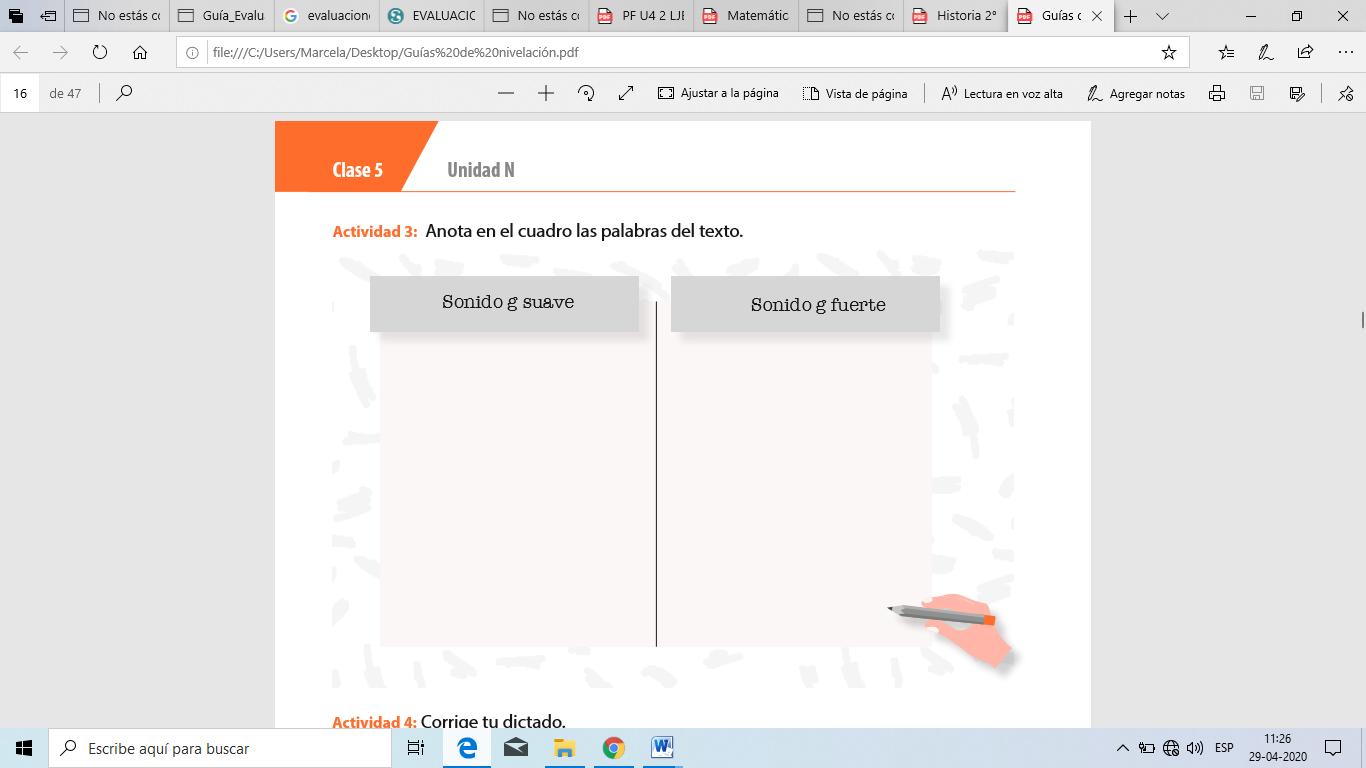 No estás co
Guía_Evalu
evaluacione
EVALUACIO
No estás co
PF U4 2 LJE
Matemátic
No estás co
Historia 2°
Guías d
file:///C:/Users/Marcela/Desktop/Guías%20de%20nivelación.pdf
16 de 47
Ajustar a la página
Vista de página
Lectura en voz alta
Agregar notas
Clase 5 Unidad N
Actividad 3: Anota en el cuadro las palabras del texto.
Sonido g suave
Sonido g fuerte
Actividad 4: Corrige tu dictado.
Escribe aquí para buscar
ESP
11:26
29-04-2020